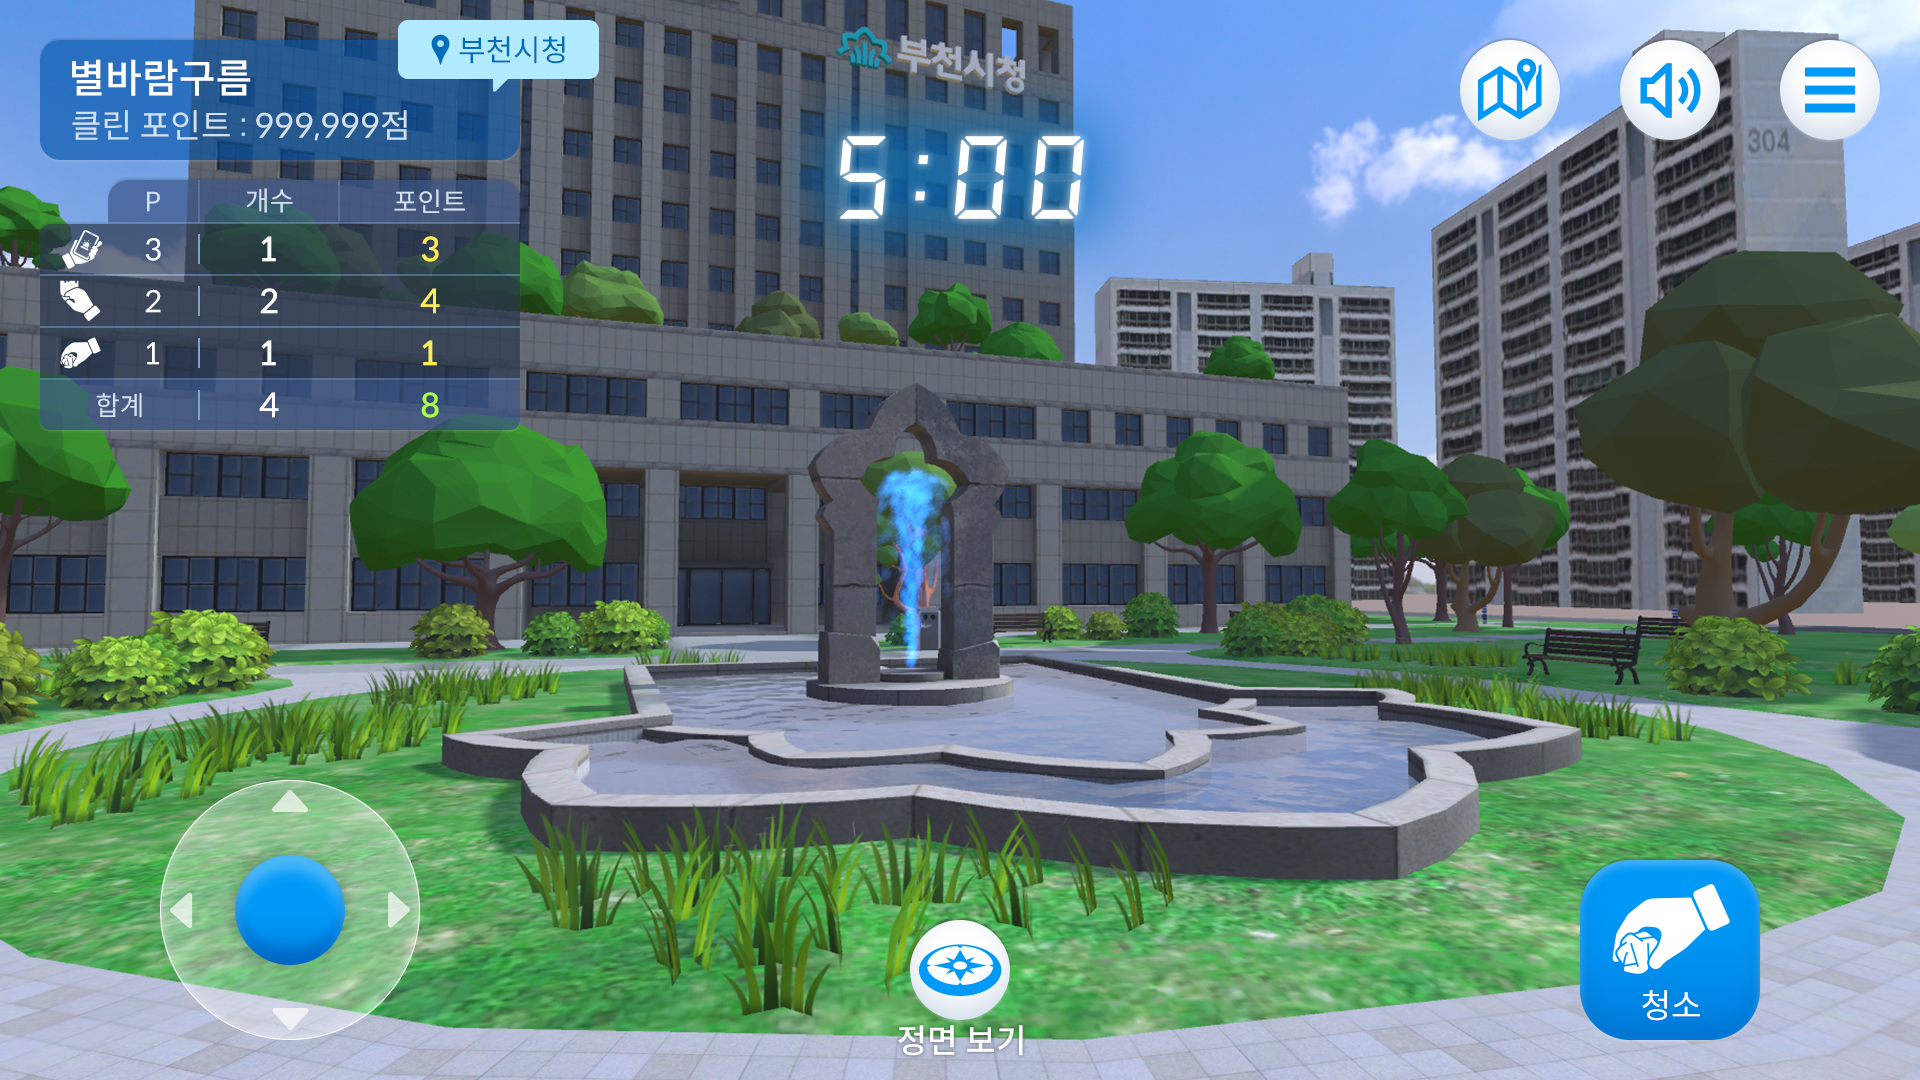 부천시청
별바람구름
클린 포인트 : 999,999점
부천시청
5:00
304
P 개수 포인트
3 1 3
2 2 4
1 1 1
합계 4 8
정면 보기
청소